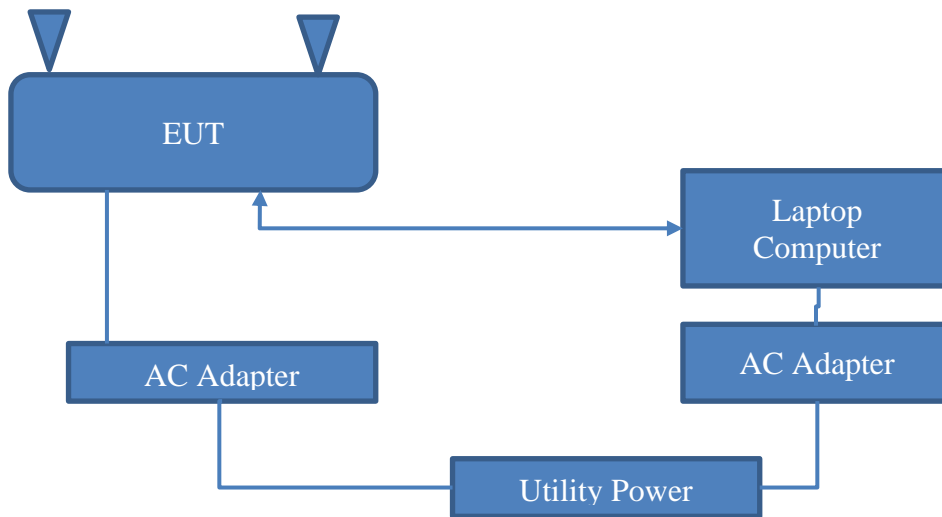 EUT
Laptop
Computer
AC Adapter
AC Adapter
Utility Power